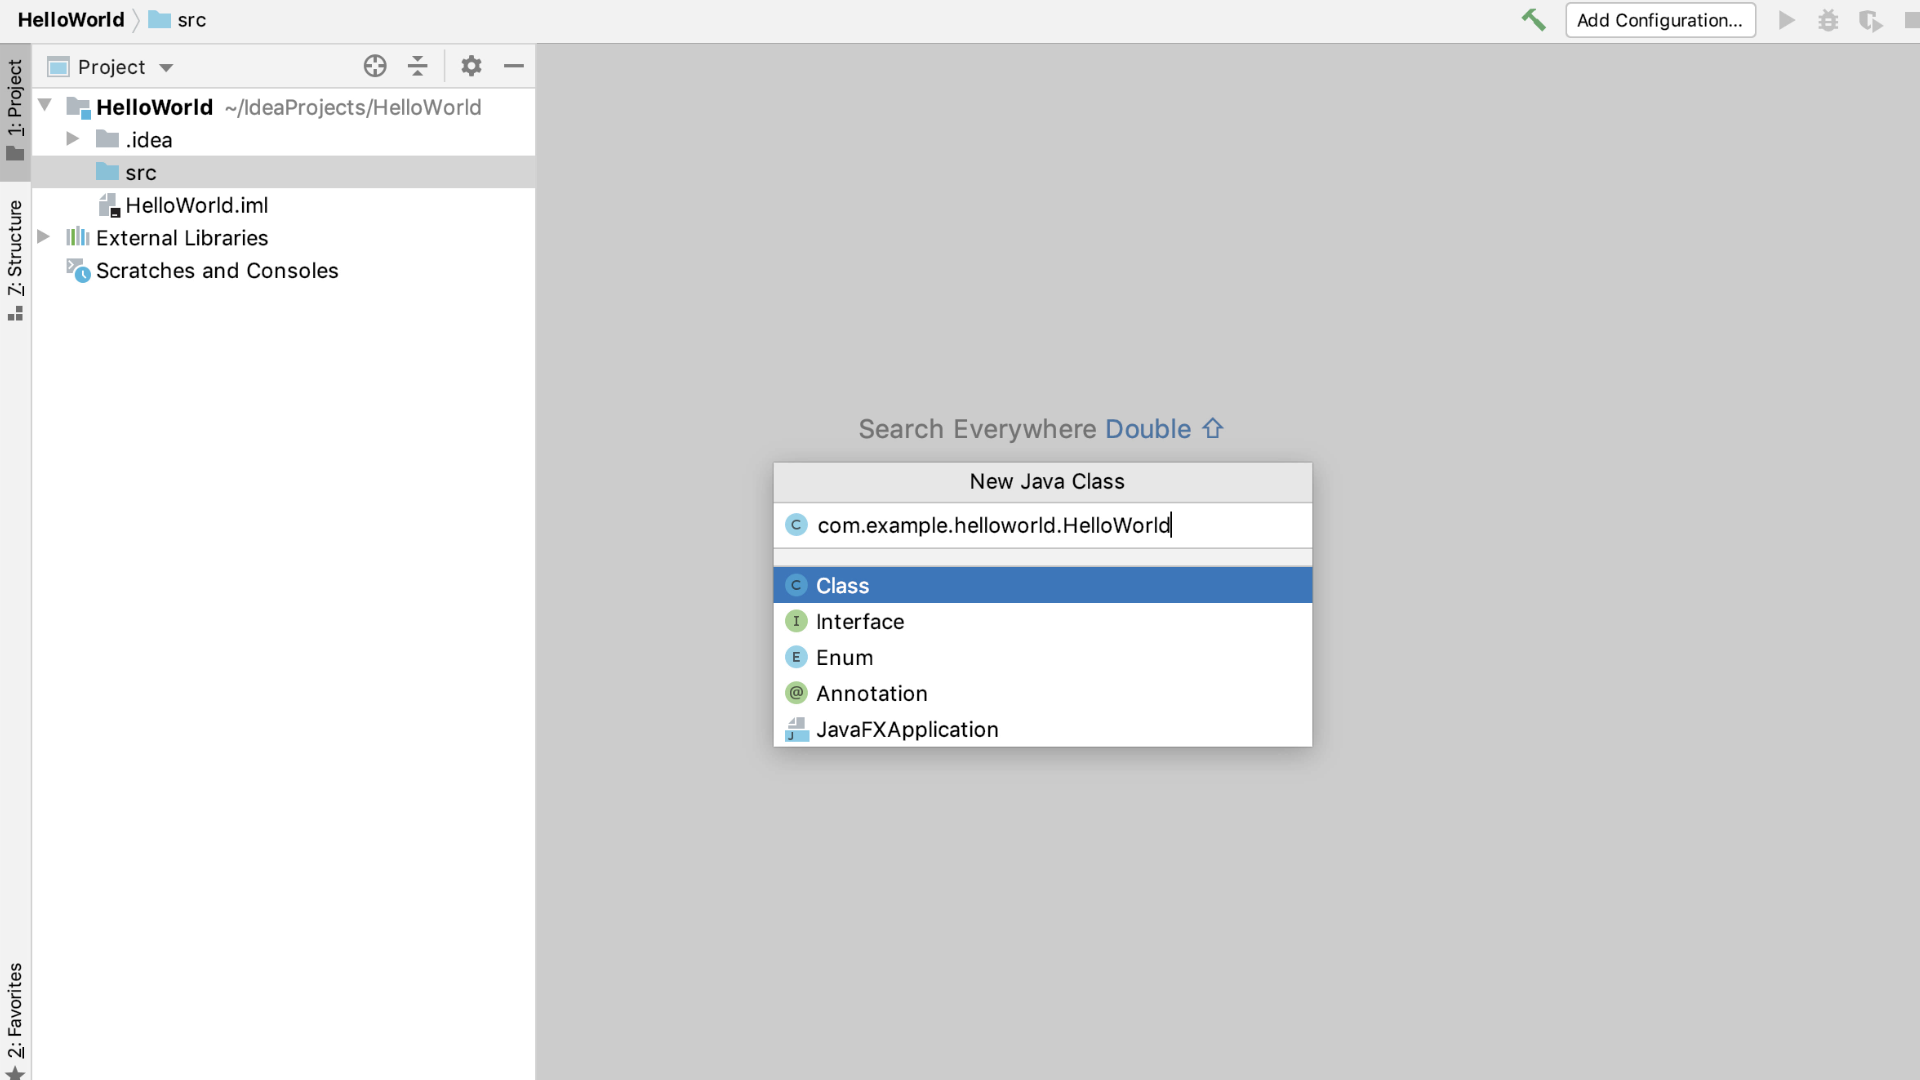 HelloWorld src
Add Configuration...
1: Project
Project
HelloWorld ~/IdeaProjects/HelloWorld
.idea
src
HelloWorld.iml
External Libraries
Scratches and Consoles
7: Structure
2: Favorites
Search Everywhere Double ⇧
New Java Class
C com.example.helloworld.HelloWorld
C Class
I Interface
E Enum
@ Annotation
J JavaFXApplication